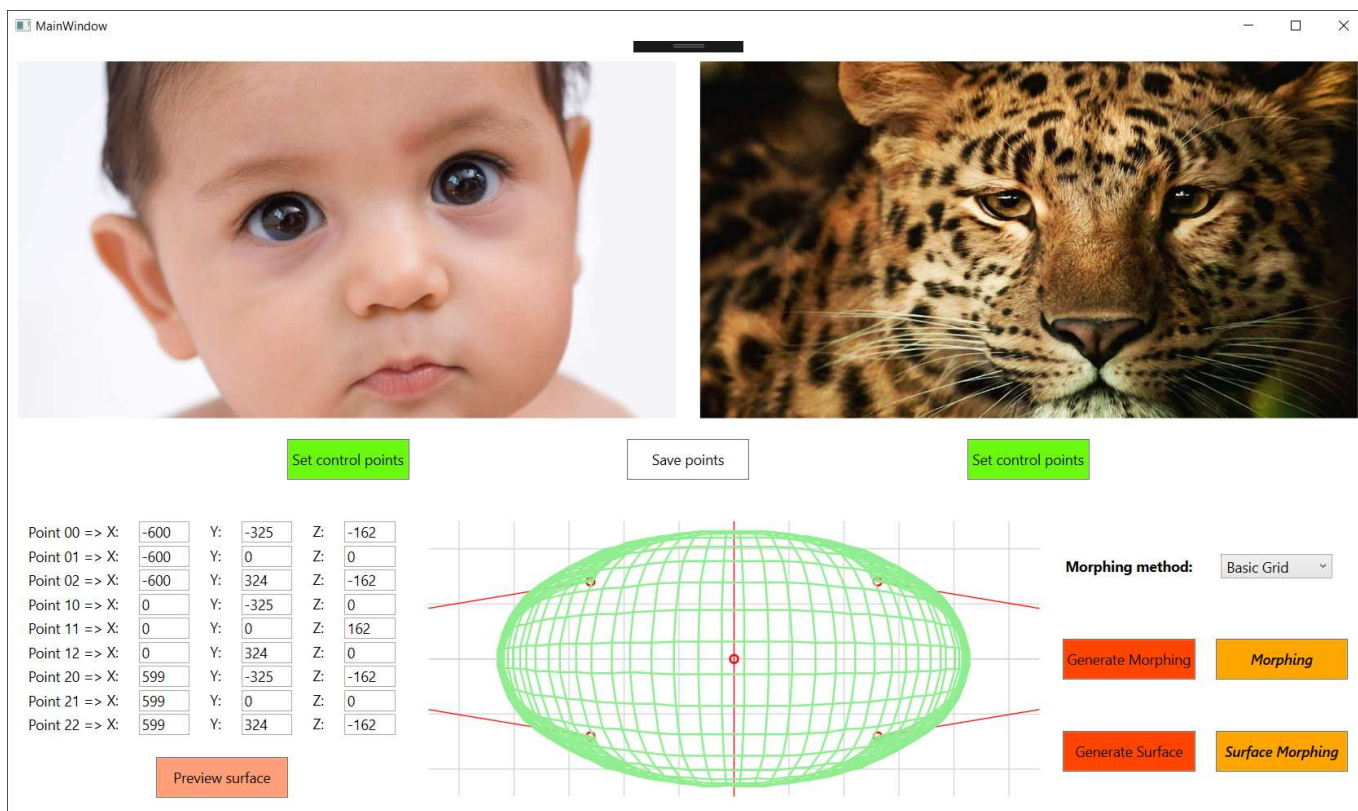 MainWindow
Set control points
Save points
Set control points
Point 00 => X: -600 Y: -325 Z: -162
Point 01 => X: -600 Y: 0 Z: 0
Point 02 => X: -600 Y: 324 Z: -162
Point 10 => X: 0 Y: -325 Z: 0
Point 11 => X: 0 Y: 0 Z: 162
Point 12 => X: 0 Y: 324 Z: 0
Point 20 => X: 599 Y: -325 Z: -162
Point 21 => X: 599 Y: 0 Z: 0
Point 22 => X: 599 Y: 324 Z: -162
Preview surface
Morphing method: Basic Grid
Generate Morphing
Morphing
Generate Surface
Surface Morphing